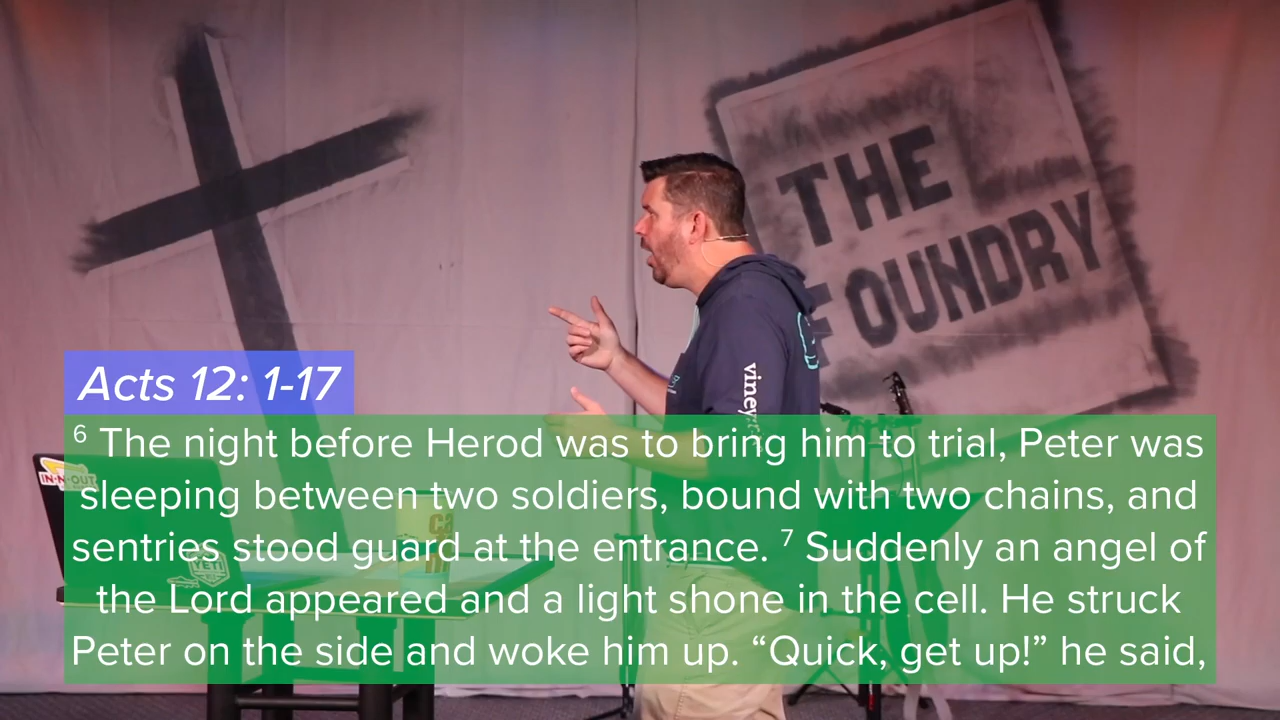 THE
FOUNDRY
Acts 12: 1-17
6 The night before Herod was to bring him to trial, Peter was
sleeping between two soldiers, bound with two chains, and
sentries stood guard at the entrance. 7 Suddenly an angel of
the Lord appeared and a light shone in the cell. He struck
Peter on the side and woke him up. “Quick, get up!” he said,
IN-N-OUT
YETI